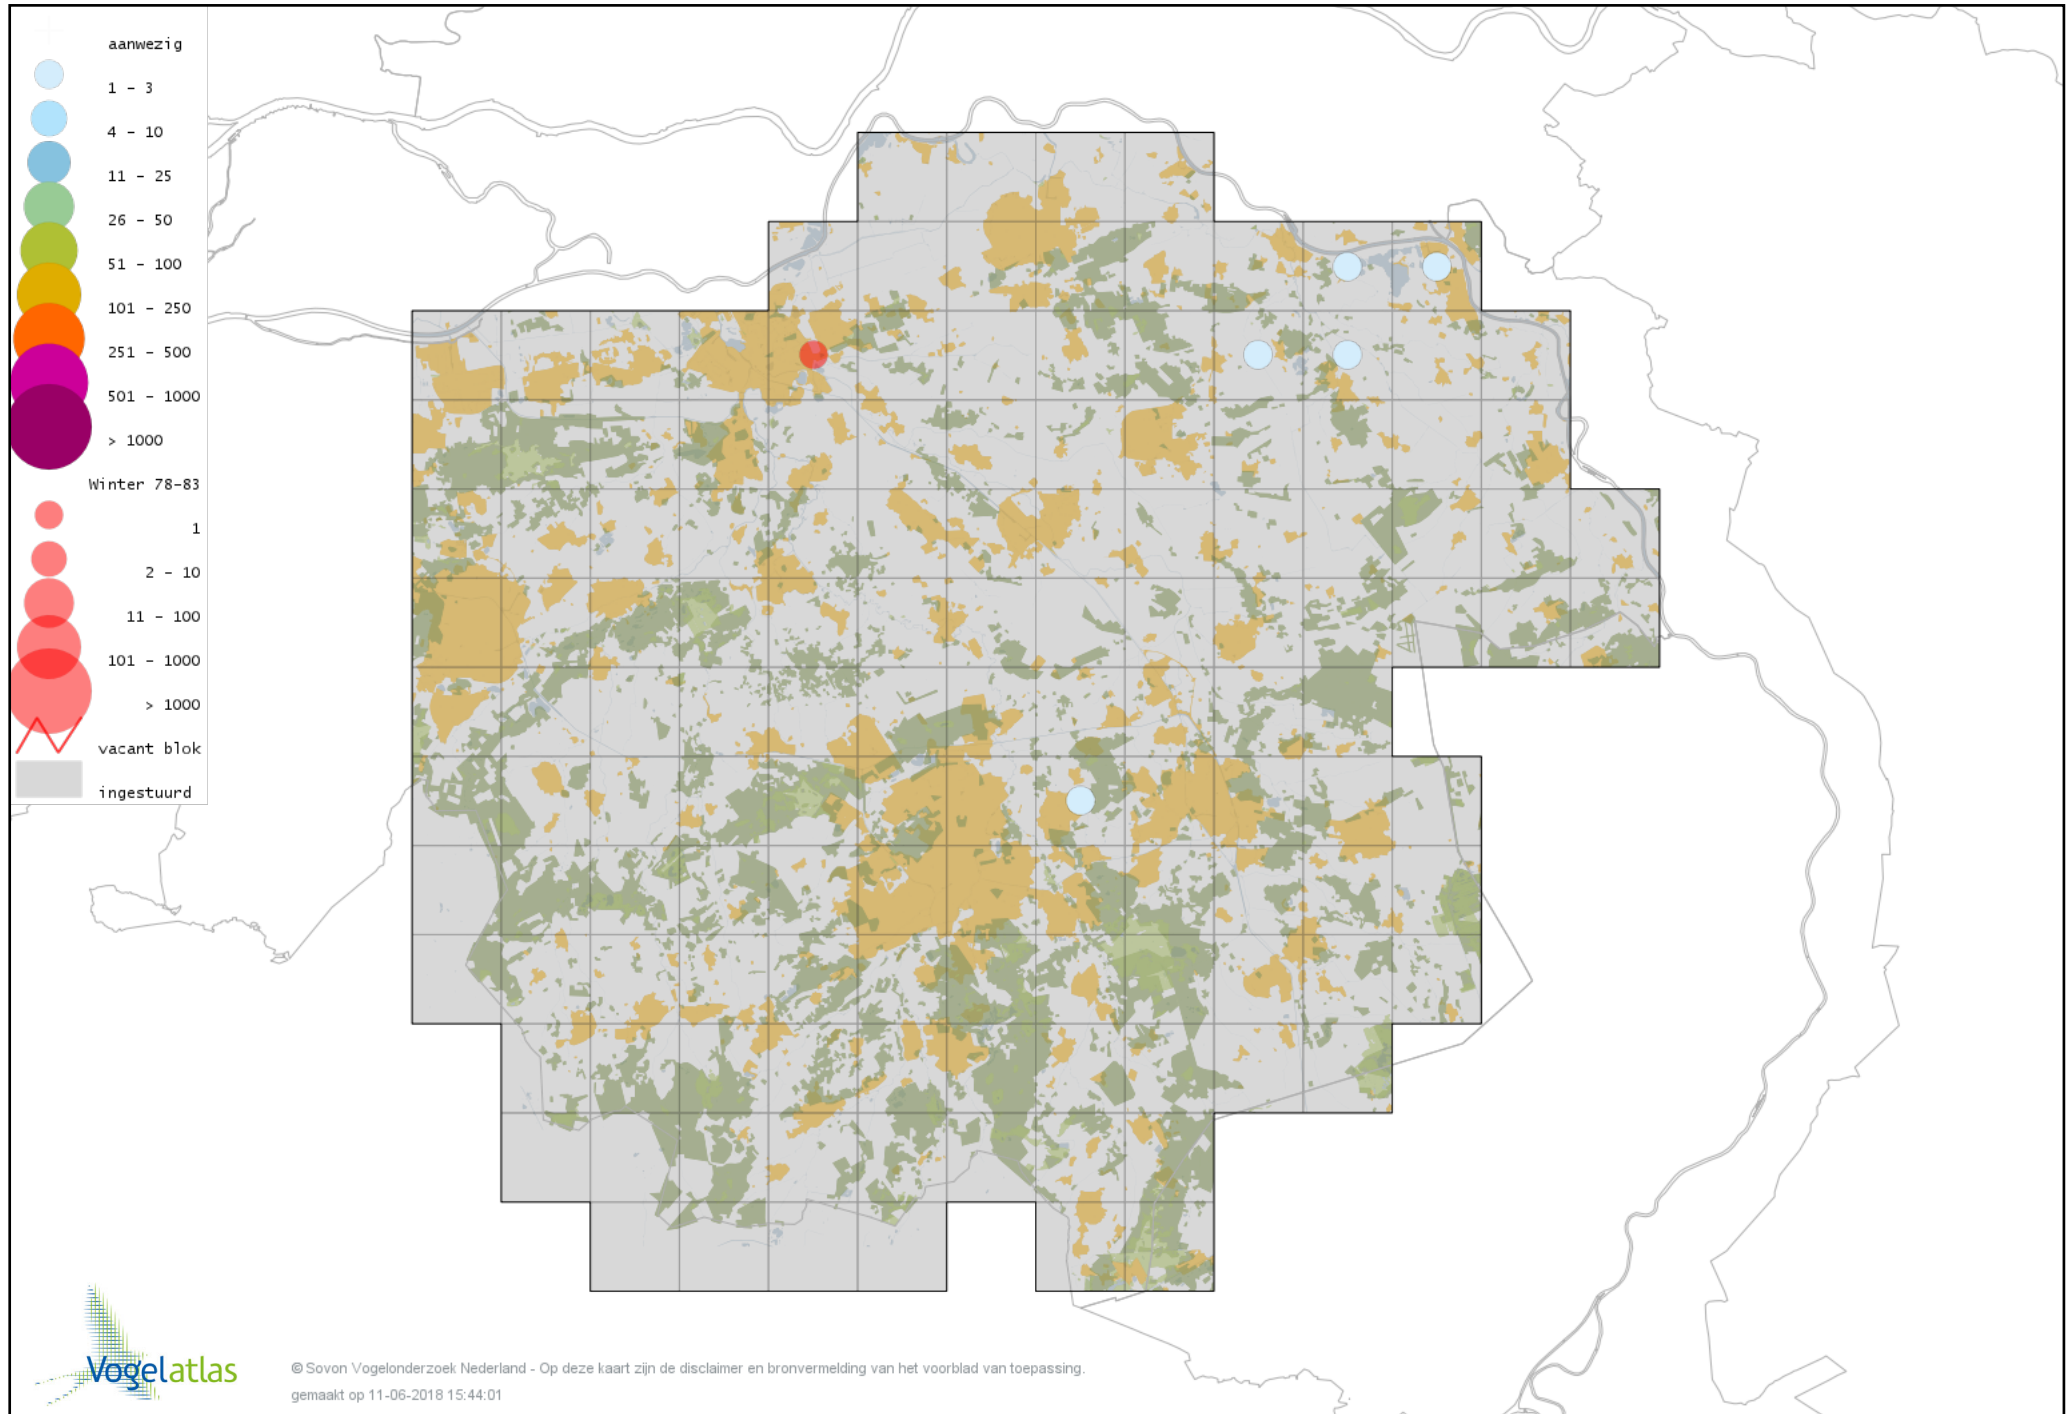 aanwezig
1 - 3
4 - 10
11 - 25
26 - 50
51 - 100
101 - 250
251 - 500
501 - 1000
> 1000
Winter 78-83
1
2 - 10
11 - 100
101 - 1000
> 1000
vacant blok
ingestuurd
Vogelatlas
© Sovon Vogelonderzoek Nederland - Op deze kaart zijn de disclaimer en bronvermelding van het voorblad van toepassing.
gemaakt op 11-06-2018 15:44:01